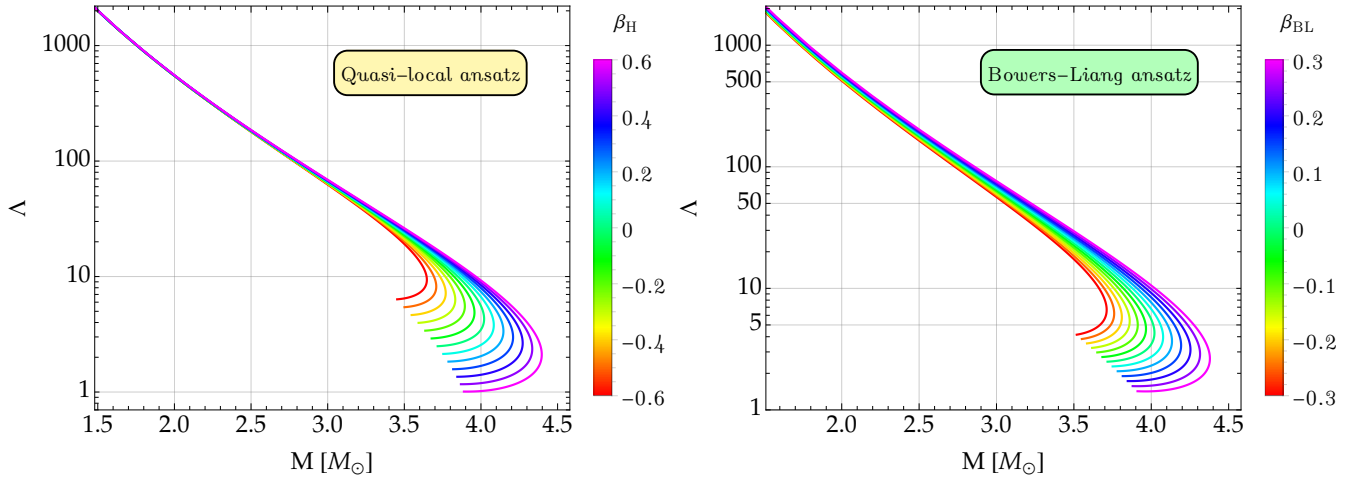 β_H
Quasi–local ansatz
0.6
0.4
0.2
0
−0.2
−0.4
−0.6
1000
100
10
1
Λ
1.5 2.0 2.5 3.0 3.5 4.0 4.5
M [M_⊙]
β_BL
Bowers–Liang ansatz
0.3
0.2
0.1
0
−0.1
−0.2
−0.3
1000
500
100
50
10
5
1
Λ
2.0 2.5 3.0 3.5 4.0 4.5
M [M_⊙]